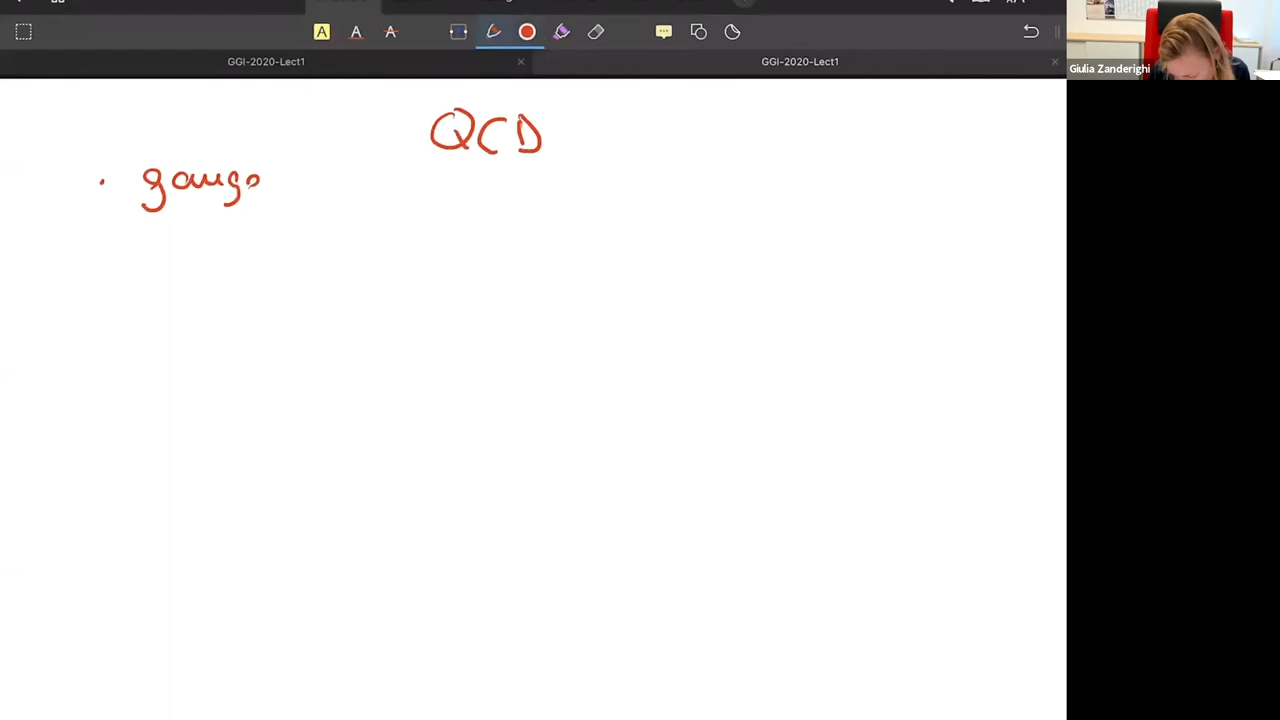 A A A
GGI-2020-Lect1 × GGI-2020-Lect1 ×
Giulia Zanderighi
QCD
· gauge